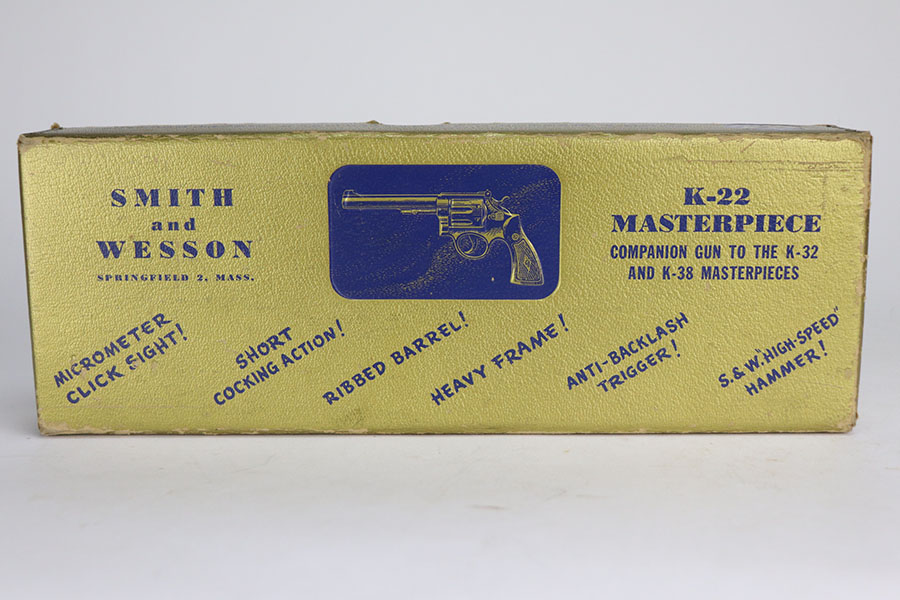 SMITH
and
WESSON
SPRINGFIELD 2, MASS.
K-22
MASTERPIECE
COMPANION GUN TO THE K-32
AND K-38 MASTERPIECES
MICROMETER
CLICK SIGHT!
SHORT
COCKING ACTION!
RIBBED BARREL!
HEAVY FRAME!
ANTI-BACKLASH
TRIGGER!
S. & W. "HIGH-SPEED"
HAMMER!